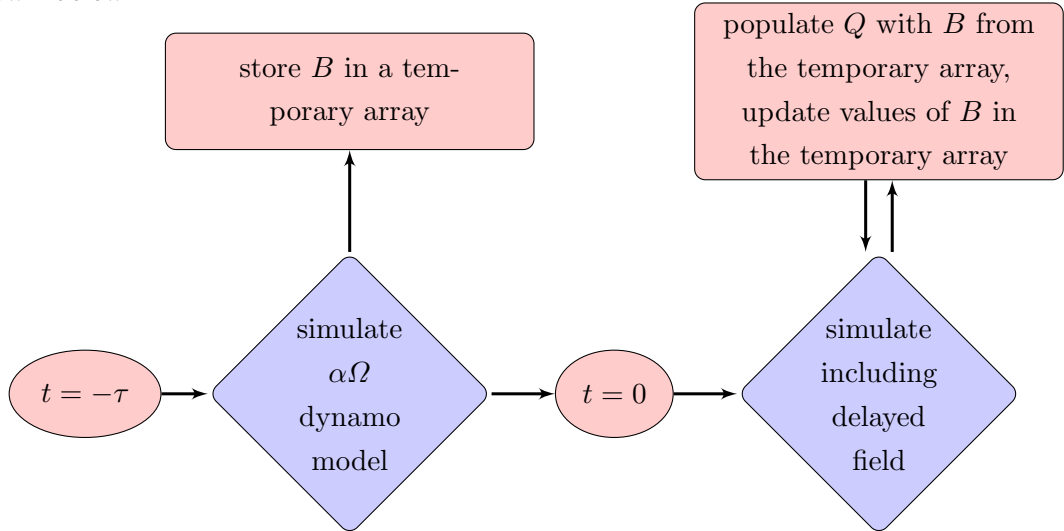 store B in a tem-
porary array
populate Q with B from
the temporary array,
update values of B in
the temporary array
t = −τ
simulate
αΩ
dynamo
model
t = 0
simulate
including
delayed
field